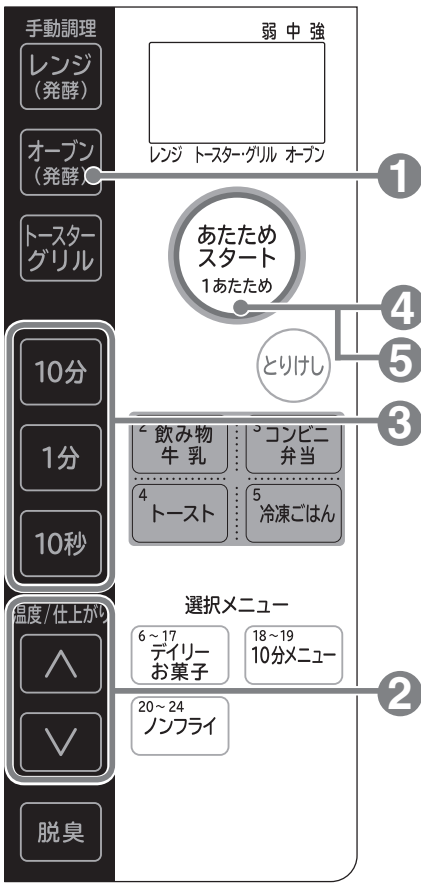 手動調理
レンジ
(発酵)
オーブン
(発酵)
トースター
グリル
10分
1分
10秒
温度/仕上がり
∧
∨
脱臭
弱 中 強
レンジ トースター・グリル オーブン
あたため
スタート
1あたため
とりけし
2 飲み物
牛乳
3 コンビニ
弁当
4
トースト
5
冷凍ごはん
選択メニュー
6~17
デイリー
お菓子
18~19
10分メニュー
20~24
ノンフライ
1
4
5
3
2